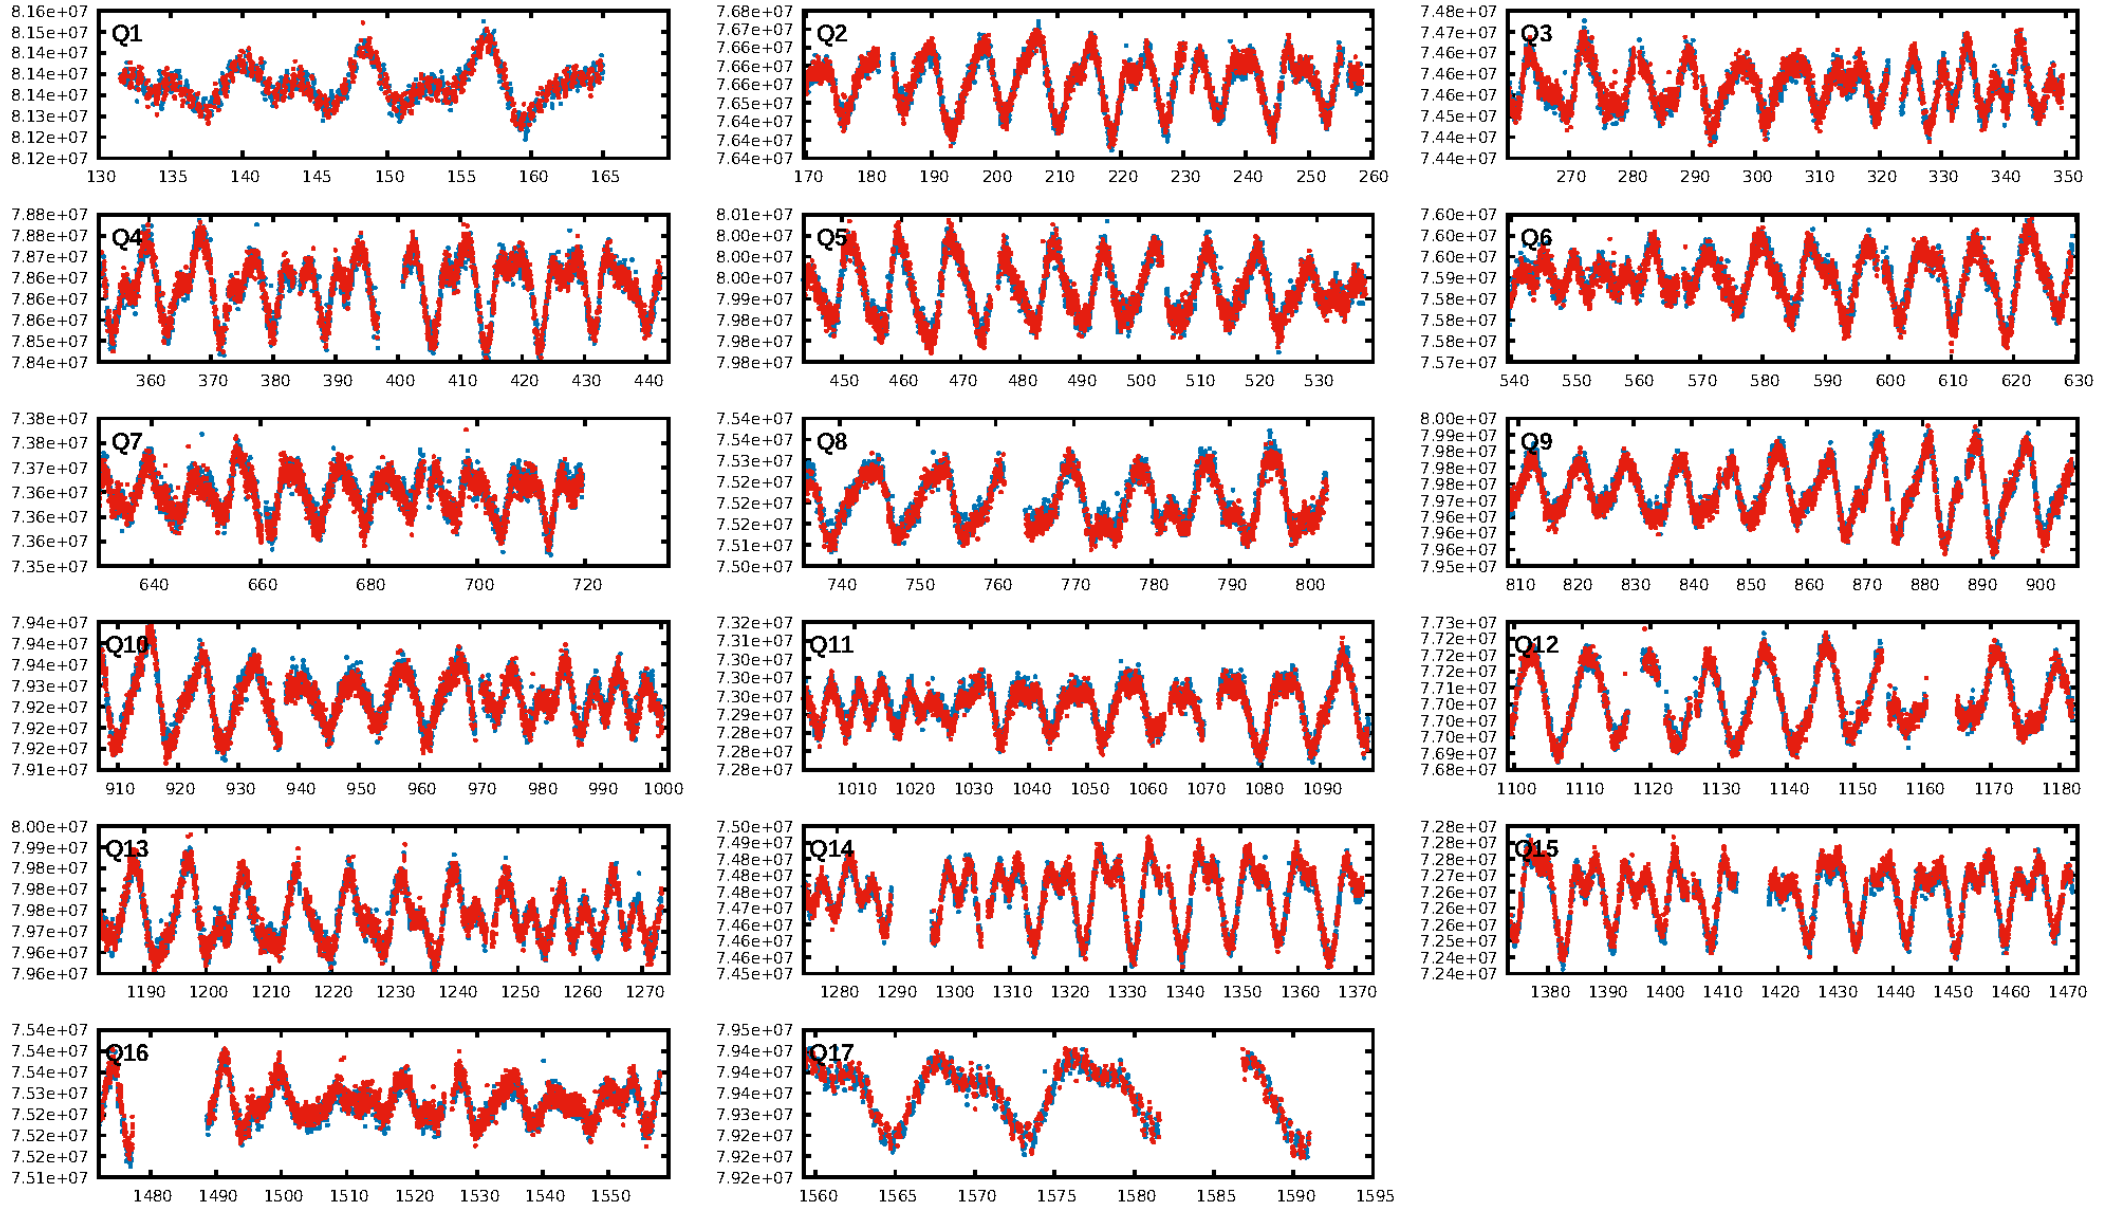 8.16e+07 8.15e+07 8.14e+07 8.14e+07 8.14e+07 8.13e+07 8.12e+07 8.12e+07
Q1
130 135 140 145 150 155 160 165
7.68e+07 7.67e+07 7.66e+07 7.66e+07 7.66e+07 7.65e+07 7.64e+07 7.64e+07 7.64e+07
Q2
170 180 190 200 210 220 230 240 250 260
7.48e+07 7.47e+07 7.46e+07 7.46e+07 7.46e+07 7.45e+07 7.44e+07 7.44e+07
Q3
270 280 290 300 310 320 330 340 350
7.88e+07 7.88e+07 7.87e+07 7.86e+07 7.86e+07 7.86e+07 7.85e+07 7.84e+07
Q4
360 370 380 390 400 410 420 430 440
8.01e+07 8.00e+07 8.00e+07 8.00e+07 7.99e+07 7.98e+07 7.98e+07 7.98e+07
Q5
450 460 470 480 490 500 510 520 530
7.60e+07 7.60e+07 7.60e+07 7.59e+07 7.58e+07 7.58e+07 7.58e+07 7.57e+07
Q6
540 550 560 570 580 590 600 610 620 630
7.38e+07 7.38e+07 7.37e+07 7.36e+07 7.36e+07 7.36e+07 7.35e+07
Q7
640 660 680 700 720
7.54e+07 7.54e+07 7.53e+07 7.52e+07 7.52e+07 7.52e+07 7.51e+07 7.50e+07
Q8
740 750 760 770 780 790 800
8.00e+07 7.99e+07 7.98e+07 7.98e+07 7.98e+07 7.96e+07 7.96e+07 7.96e+07 7.95e+07
Q9
810 820 830 840 850 860 870 880 890 900
7.94e+07 7.94e+07 7.94e+07 7.93e+07 7.92e+07 7.92e+07 7.92e+07 7.91e+07
Q10
910 920 930 940 950 960 970 980 990 1000
7.32e+07 7.31e+07 7.30e+07 7.30e+07 7.30e+07 7.29e+07 7.28e+07 7.28e+07 7.28e+07
Q11
1010 1020 1030 1040 1050 1060 1070 1080 1090
7.73e+07 7.72e+07 7.72e+07 7.72e+07 7.71e+07 7.70e+07 7.70e+07 7.70e+07 7.69e+07 7.68e+07
Q12
1100 1110 1120 1130 1140 1150 1160 1170 1180
8.00e+07 7.99e+07 7.98e+07 7.98e+07 7.98e+07 7.97e+07 7.96e+07 7.96e+07
Q13
1190 1200 1210 1220 1230 1240 1250 1260 1270
7.50e+07 7.49e+07 7.48e+07 7.48e+07 7.48e+07 7.47e+07 7.46e+07 7.46e+07 7.46e+07 7.45e+07
Q14
1280 1290 1300 1310 1320 1330 1340 1350 1360 1370
7.28e+07 7.28e+07 7.28e+07 7.27e+07 7.26e+07 7.26e+07 7.26e+07 7.25e+07 7.24e+07 7.24e+07
Q15
1380 1390 1400 1410 1420 1430 1440 1450 1460 1470
7.54e+07 7.54e+07 7.54e+07 7.53e+07 7.52e+07 7.52e+07 7.52e+07 7.51e+07
Q16
1480 1490 1500 1510 1520 1530 1540 1550
7.95e+07 7.94e+07 7.94e+07 7.94e+07 7.93e+07 7.92e+07 7.92e+07 7.92e+07
Q17
1560 1565 1570 1575 1580 1585 1590 1595